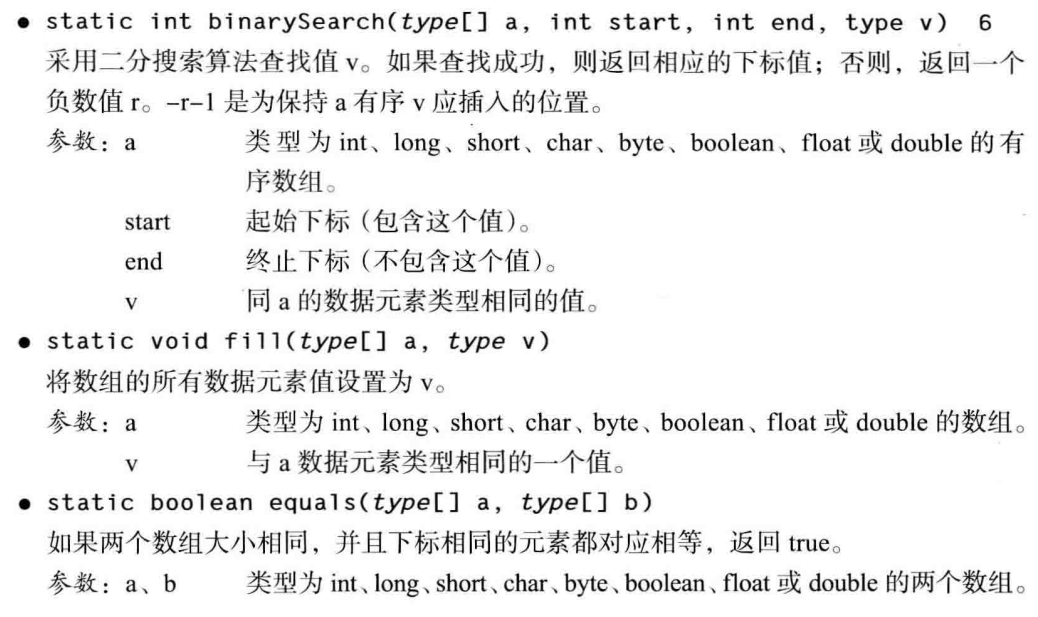 ● static int binarySearch(type[] a, int start, int end, type v) 6
采用二分搜索算法查找值 v。如果查找成功，则返回相应的下标值；否则，返回一个
负数值 r。-r-1 是为保持 a 有序 v 应插入的位置。
参数：a 类型为 int、long、short、char、byte、boolean、float 或 double 的有
序数组。
start 起始下标（包含这个值）。
end 终止下标（不包含这个值）。
v 同 a 的数据元素类型相同的值。
● static void fill(type[] a, type v)
将数组的所有数据元素值设置为 v。
参数：a 类型为 int、long、short、char、byte、boolean、float 或 double 的数组。
v 与 a 数据元素类型相同的一个值。
● static boolean equals(type[] a, type[] b)
如果两个数组大小相同，并且下标相同的元素都对应相等，返回 true。
参数：a、b 类型为 int、long、short、char、byte、boolean、float 或 double 的两个数组。